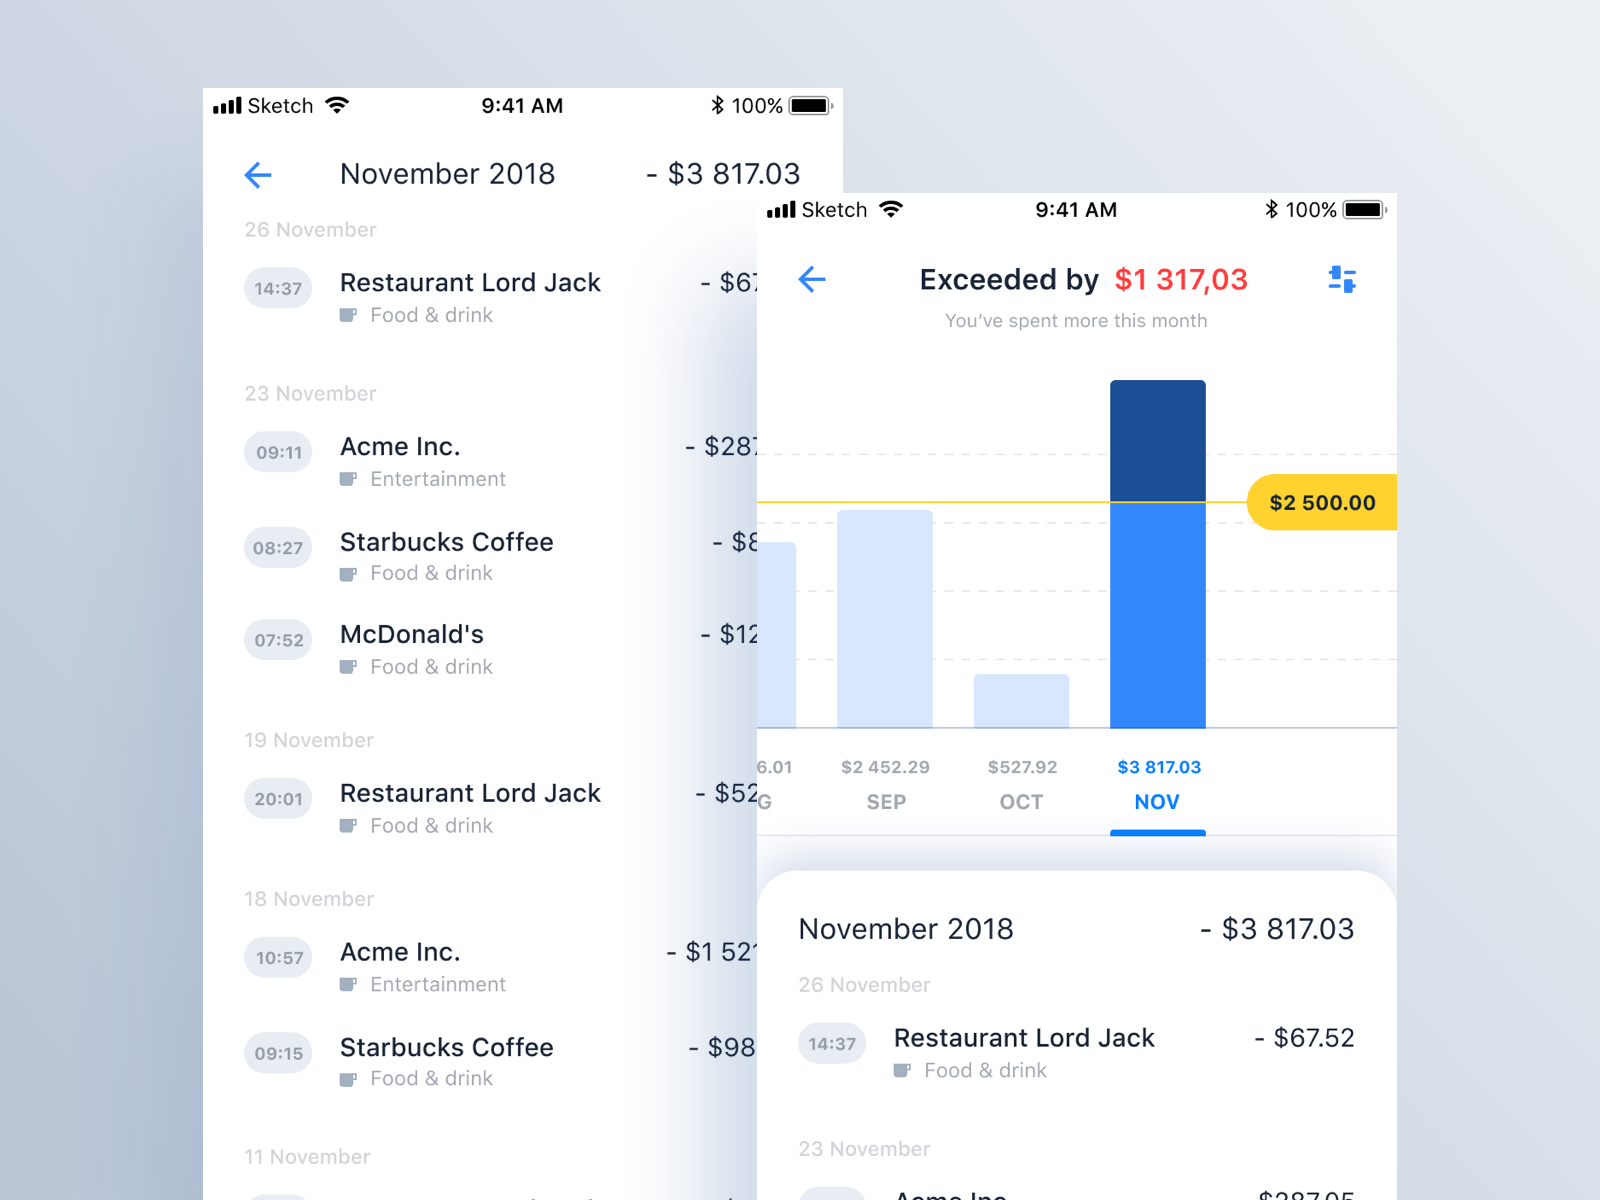 Sketch 9:41 AM 100%
November 2018 - $3 817.03
26 November
14:37 Restaurant Lord Jack - $67
Food & drink
23 November
09:11 Acme Inc. - $287
Entertainment
08:27 Starbucks Coffee - $8
Food & drink
07:52 McDonald's - $12
Food & drink
19 November
20:01 Restaurant Lord Jack - $52
Food & drink
18 November
10:57 Acme Inc. - $1 521
Entertainment
09:15 Starbucks Coffee - $98
Food & drink
11 November
Sketch 9:41 AM 100%
Exceeded by $1 317,03
You've spent more this month
$2 500.00
6.01 $2 452.29 $527.92 $3 817.03
G SEP OCT NOV
November 2018 - $3 817.03
26 November
14:37 Restaurant Lord Jack - $67.52
Food & drink
23 November
Acme Inc. $287.05